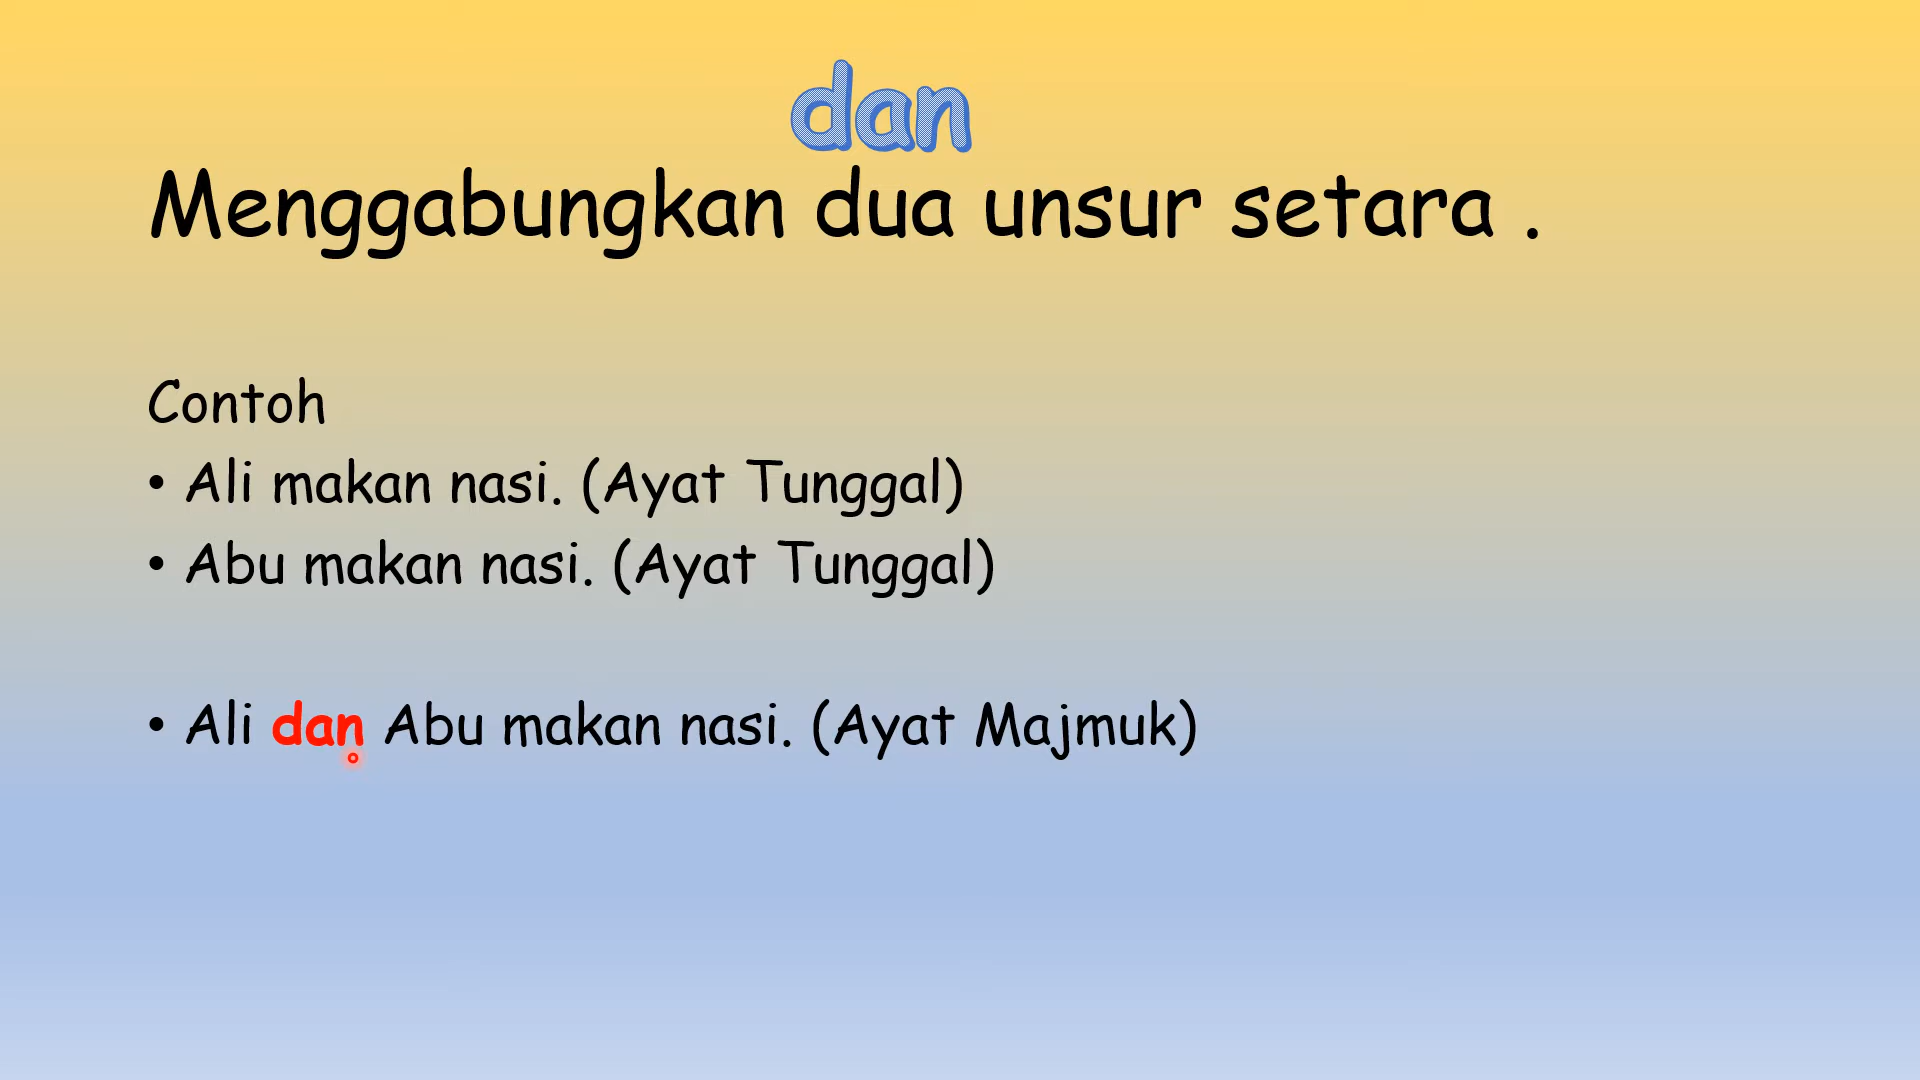 dan
Menggabungkan dua unsur setara .
Contoh
• Ali makan nasi. (Ayat Tunggal)
• Abu makan nasi. (Ayat Tunggal)
• Ali dan Abu makan nasi. (Ayat Majmuk)